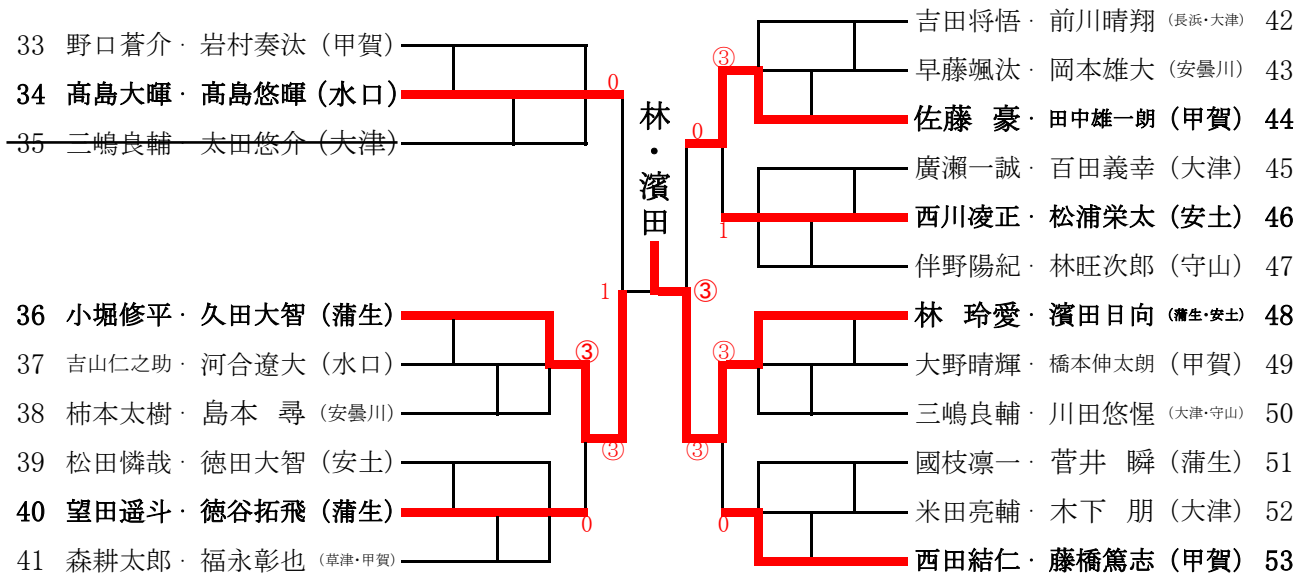 33 野口蒼介・岩村奏汰（甲賀）
34 髙島大暉・髙島悠暉（水口）
35 三嶋良輔・太田悠介（大津）
36 小堀修平・久田大智（蒲生）
37 吉山仁之助・河合遼大（水口）
38 柿本太樹・島本 尋（安曇川）
39 松田憐哉・徳田大智（安土）
40 望田遥斗・徳谷拓飛（蒲生）
41 森耕太郎・福永彰也（草津・甲賀）
0
1
③
③
0
林・濱田
③
0
③
1
③
③
0
吉田将悟・前川晴翔（長浜・大津） 42
早藤颯汰・岡本雄大（安曇川） 43
佐藤 豪・田中雄一朗（甲賀） 44
廣瀬一誠・百田義幸（大津） 45
西川凌正・松浦栄太（安土） 46
伴野陽紀・林旺次郎（守山） 47
林 玲愛・濱田日向（蒲生・安土） 48
大野晴輝・橋本伸太朗（甲賀） 49
三嶋良輔・川田悠惺（大津・守山） 50
國枝凛一・菅井 瞬（蒲生） 51
米田亮輔・木下 朋（大津） 52
西田結仁・藤橋篤志（甲賀） 53